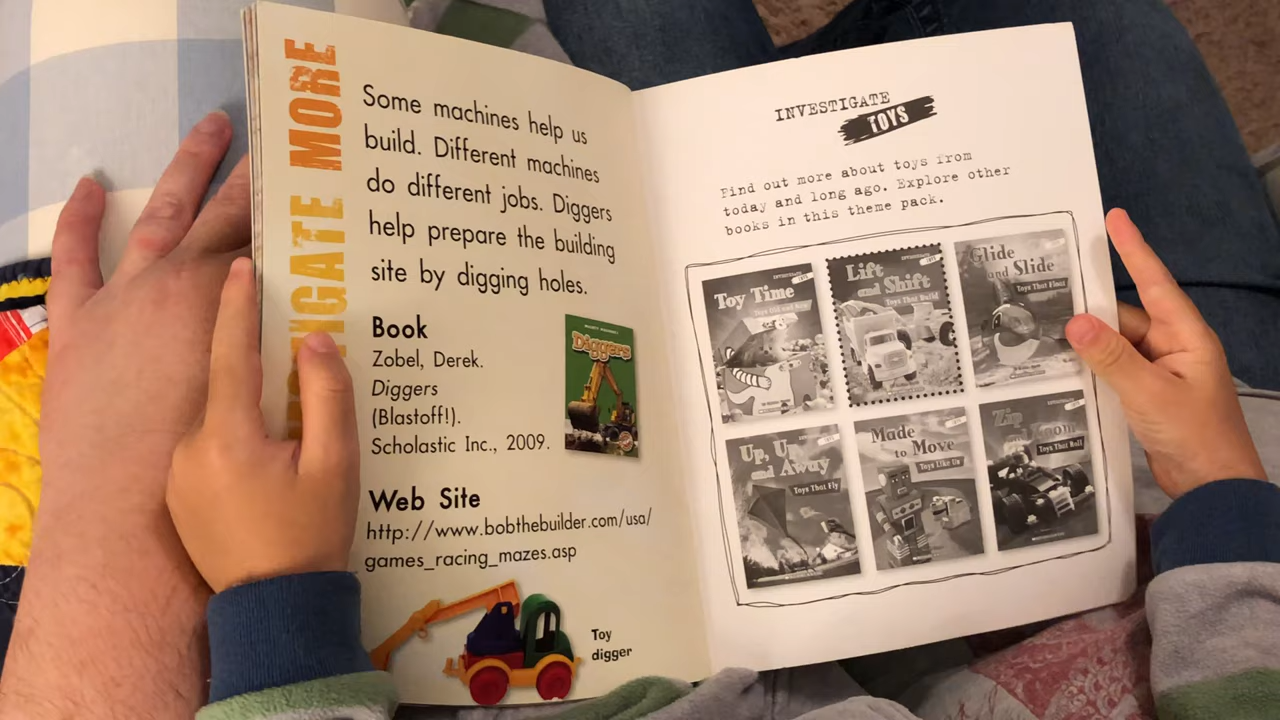 INVESTIGATE MORE
Some machines help us
build. Different machines
do different jobs. Diggers
help prepare the building
site by digging holes.
Book
Zobel, Derek.
Diggers
(Blastoff!).
Scholastic Inc., 2009.
Diggers
Web Site
http://www.bobthebuilder.com/usa/
games_racing_mazes.asp
Toy
digger
INVESTIGATE
TOYS
Find out more about toys from
today and long ago. Explore other
books in this theme pack.
Toy Time
Toys Old and New
Lift
and Shift
Toys That Build
Glide
and Slide
Toys That Float
Up, Up
and Away
Toys That Fly
Made
to Move
Toys Like Us
Zip
Zoom
Toys That Roll